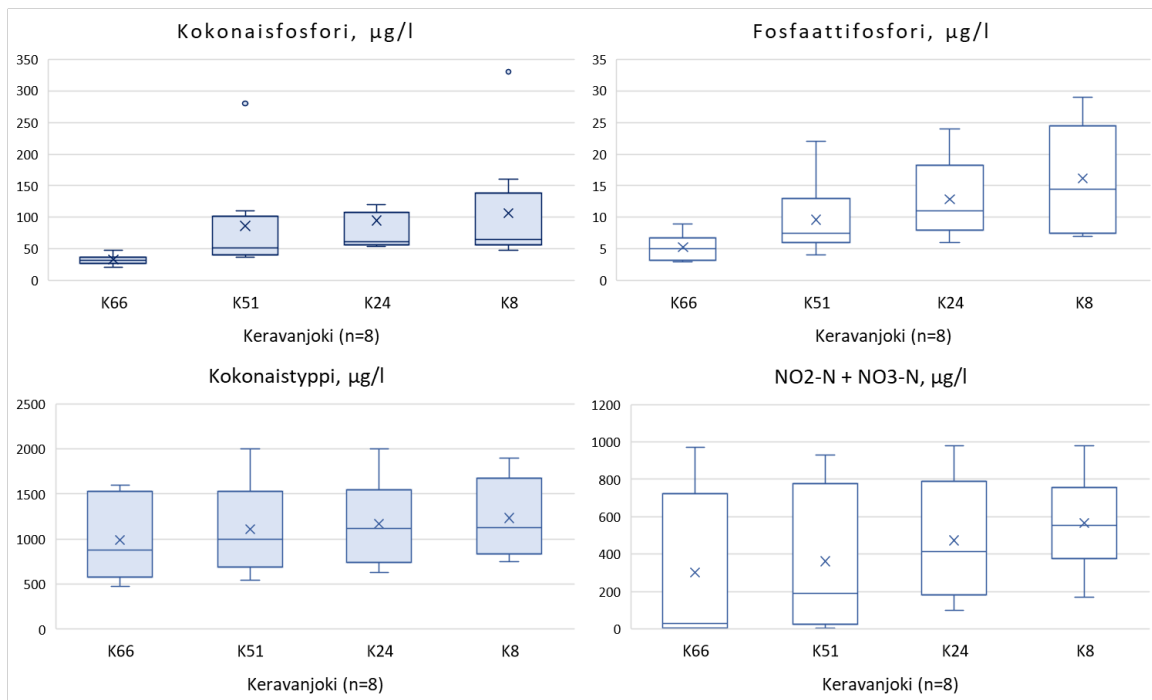 Kokonaisfosfori, µg/l
350
300
250
200
150
100
50
0
K66 K51 K24 K8
Keravanjoki (n=8)
Fosfaattifosfori, µg/l
35
30
25
20
15
10
5
0
K66 K51 K24 K8
Keravanjoki (n=8)
Kokonaistyppi, µg/l
2500
2000
1500
1000
500
0
K66 K51 K24 K8
Keravanjoki (n=8)
NO2-N + NO3-N, µg/l
1200
1000
800
600
400
200
0
K66 K51 K24 K8
Keravanjoki (n=8)